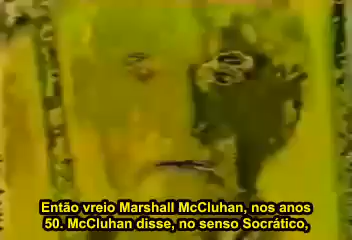 Então vreio Marshall McCluhan, nos anos
50. McCluhan disse, no senso Socrático,